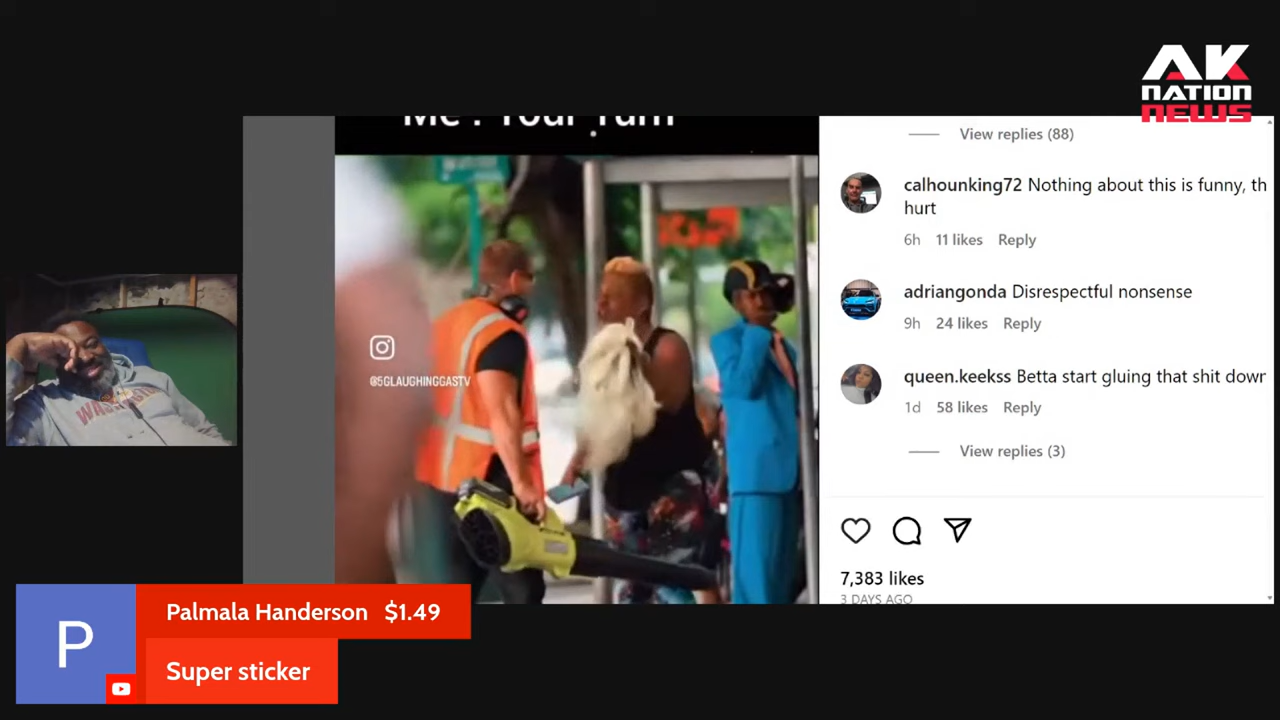 AK
NATION
NEWS
Me : Your Turn
View replies (88)
calhounking72 Nothing about this is funny, th
hurt
6h 11 likes Reply
@5GLAUGHINGGASTV
adriangonda Disrespectful nonsense
9h 24 likes Reply
queen.keekss Betta start gluing that shit down
1d 58 likes Reply
View replies (3)
7,383 likes
3 DAYS AGO
Palmala Handerson $1.49
P
Super sticker